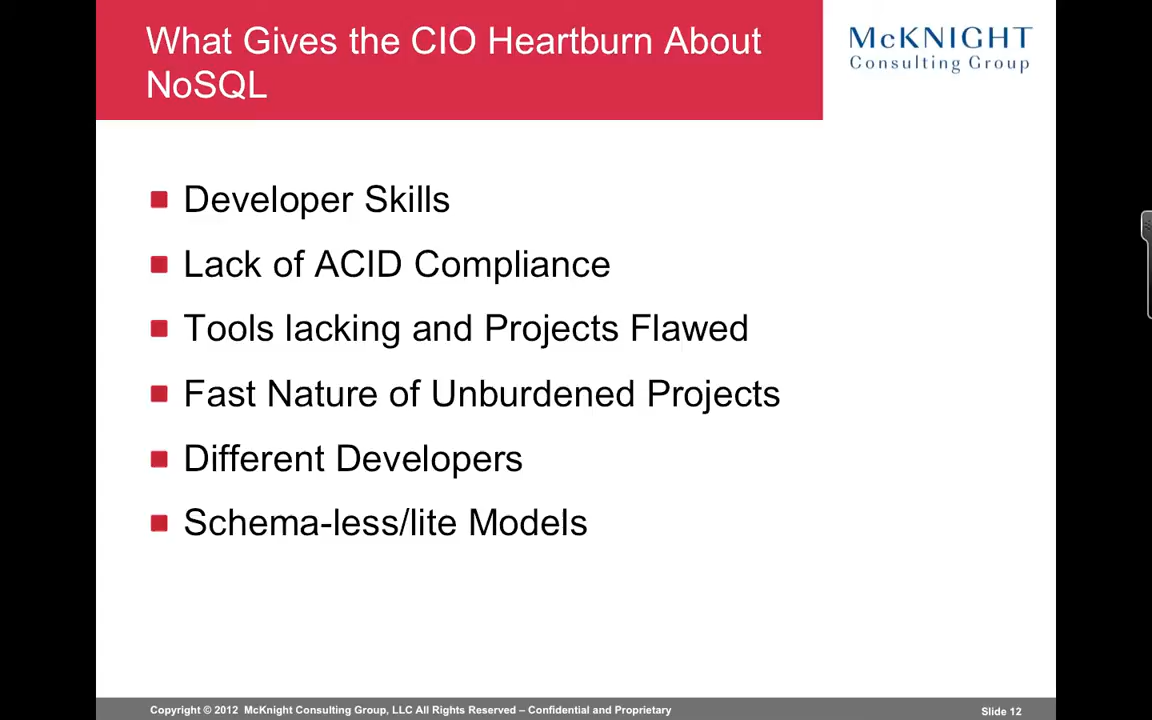 What Gives the CIO Heartburn About
NoSQL
McKNIGHT
Consulting Group
Developer Skills
Lack of ACID Compliance
Tools lacking and Projects Flawed
Fast Nature of Unburdened Projects
Different Developers
Schema-less/lite Models
Copyright © 2012 McKnight Consulting Group, LLC All Rights Reserved – Confidential and Proprietary
Slide 12